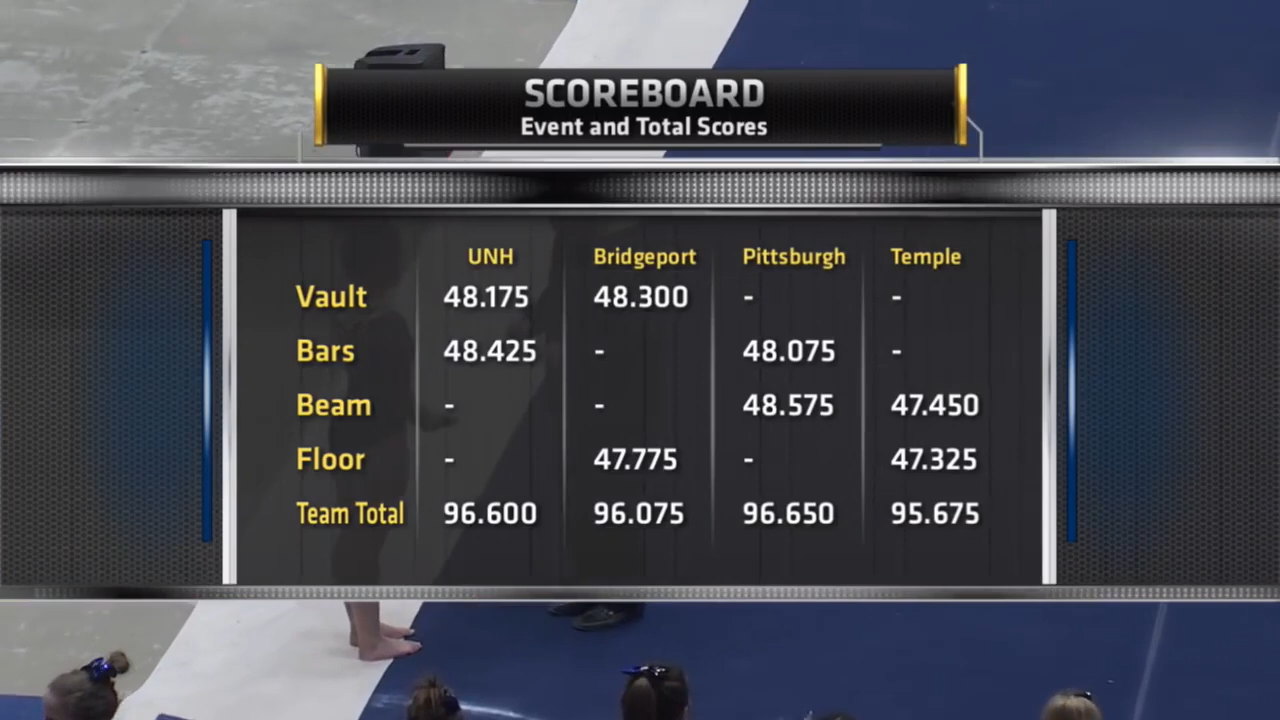 SCOREBOARD
Event and Total Scores
UNH Bridgeport Pittsburgh Temple
Vault 48.175 48.300 - -
Bars 48.425 - 48.075 -
Beam - - 48.575 47.450
Floor - 47.775 - 47.325
Team Total 96.600 96.075 96.650 95.675